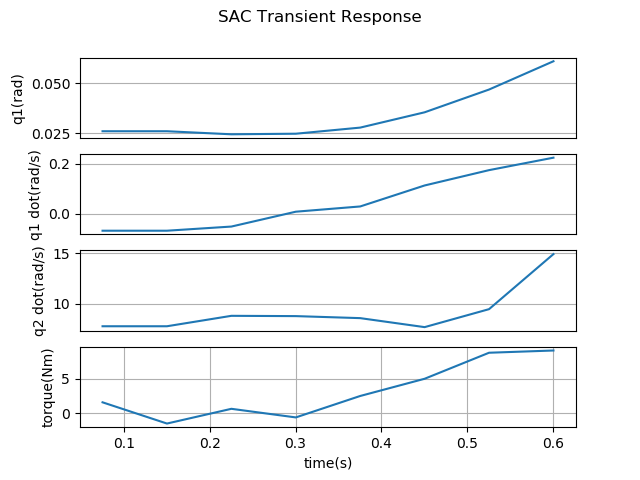 SAC Transient Response
q1(rad)
0.050
0.025
q1 dot(rad/s)
0.2
0.0
q2 dot(rad/s)
15
10
torque(Nm)
5
0
0.1 0.2 0.3 0.4 0.5 0.6
time(s)